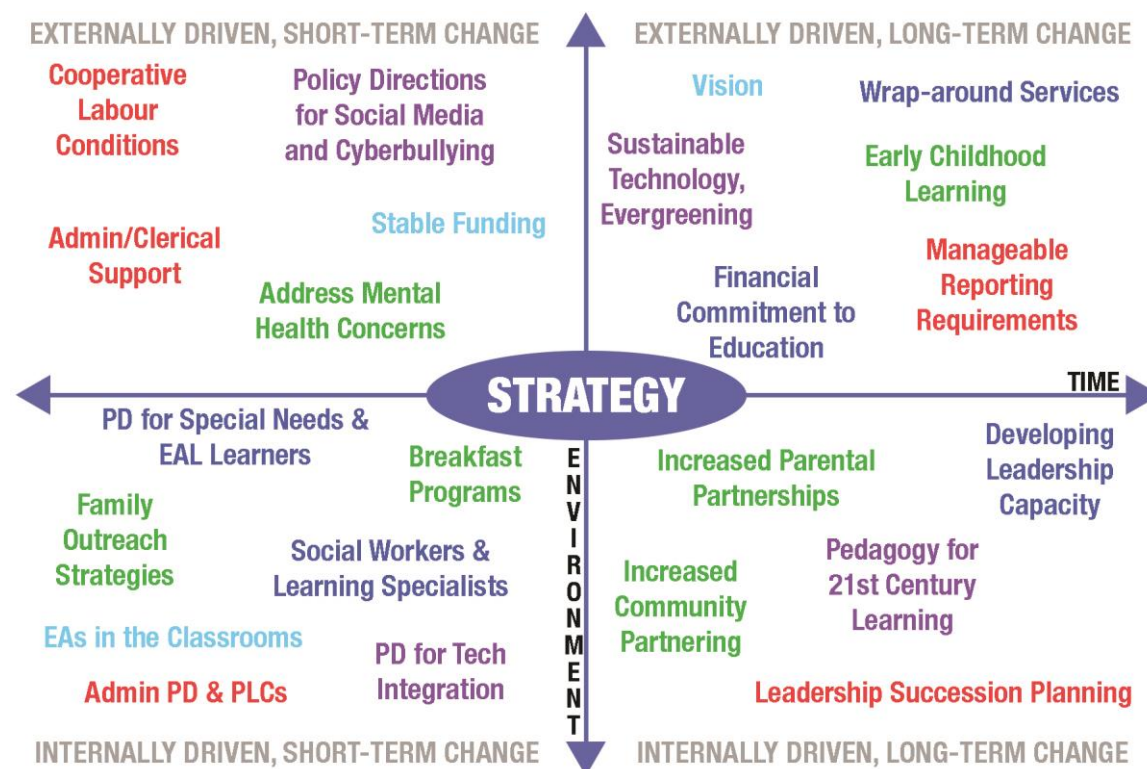 EXTERNALLY DRIVEN, SHORT-TERM CHANGE
Cooperative
Labour
Conditions
Policy Directions
for Social Media
and Cyberbullying
Stable Funding
Admin/Clerical
Support
Address Mental
Health Concerns
EXTERNALLY DRIVEN, LONG-TERM CHANGE
Vision
Wrap-around Services
Sustainable
Technology,
Evergreening
Early Childhood
Learning
Manageable
Reporting
Requirements
Financial
Commitment to
Education
STRATEGY
TIME
ENVIRONMENT
PD for Special Needs &
EAL Learners
Breakfast
Programs
Family
Outreach
Strategies
Social Workers &
Learning Specialists
EAs in the Classrooms
PD for Tech
Integration
Admin PD & PLCs
INTERNALLY DRIVEN, SHORT-TERM CHANGE
Increased Parental
Partnerships
Developing
Leadership
Capacity
Increased
Community
Partnering
Pedagogy for
21st Century
Learning
Leadership Succession Planning
INTERNALLY DRIVEN, LONG-TERM CHANGE